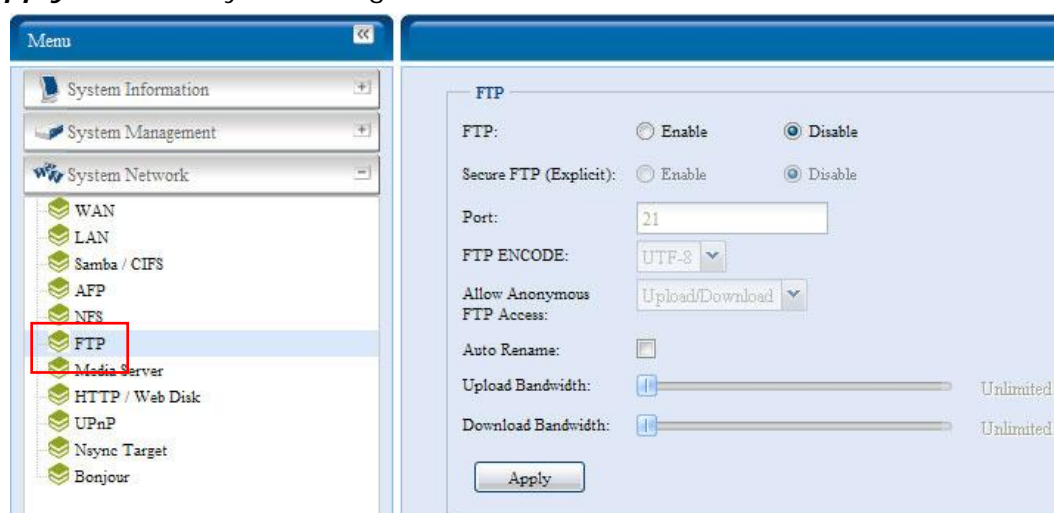 Menu
System Information
System Management
System Network
WAN
LAN
Samba / CIFS
AFP
NFS
FTP
Media Server
HTTP / Web Disk
UPnP
Nsync Target
Bonjour
FTP
FTP: Enable Disable
Secure FTP (Explicit): Enable Disable
Port: 21
FTP ENCODE: UTF-8
Allow Anonymous
FTP Access: Upload/Download
Auto Rename:
Upload Bandwidth: Unlimited
Download Bandwidth: Unlimited
Apply